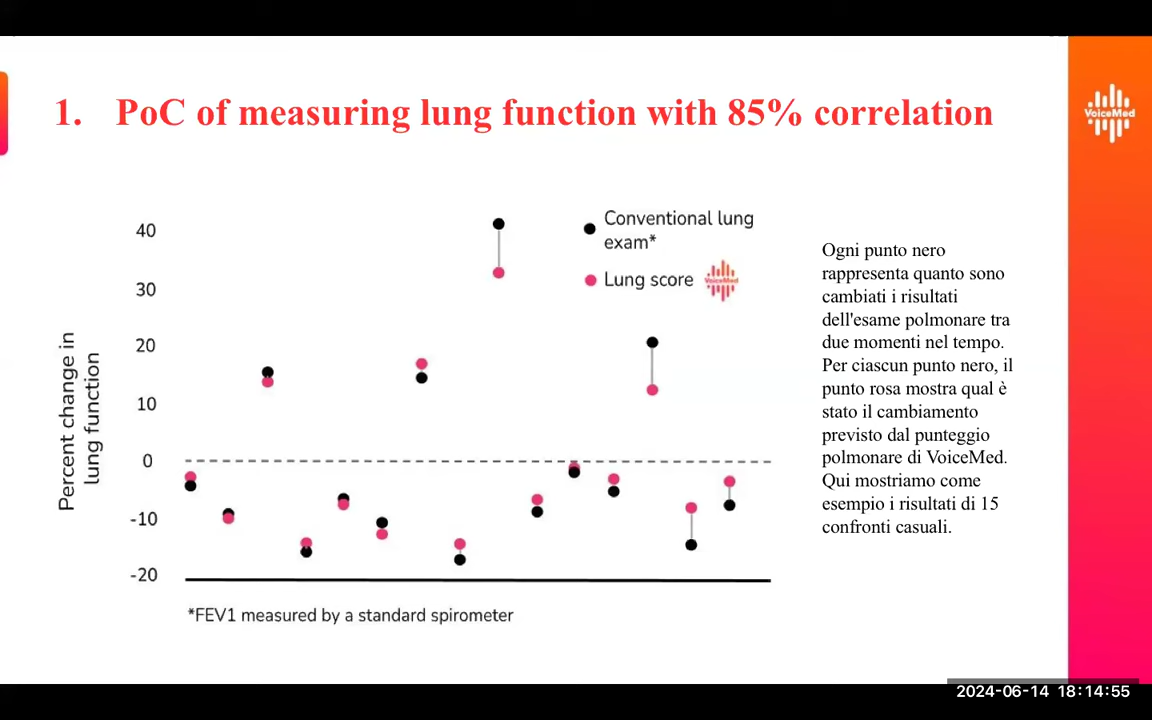 1. PoC of measuring lung function with 85% correlation
VoiceMed
Conventional lung
exam*
Lung score
VoiceMed
Percent change in
lung function
40
30
20
10
0
-10
-20
*FEV1 measured by a standard spirometer
Ogni punto nero
rappresenta quanto sono
cambiati i risultati
dell'esame polmonare tra
due momenti nel tempo.
Per ciascun punto nero, il
punto rosa mostra qual è
stato il cambiamento
previsto dal punteggio
polmonare di VoiceMed.
Qui mostriamo come
esempio i risultati di 15
confronti casuali.
2024-06-14 18:14:55